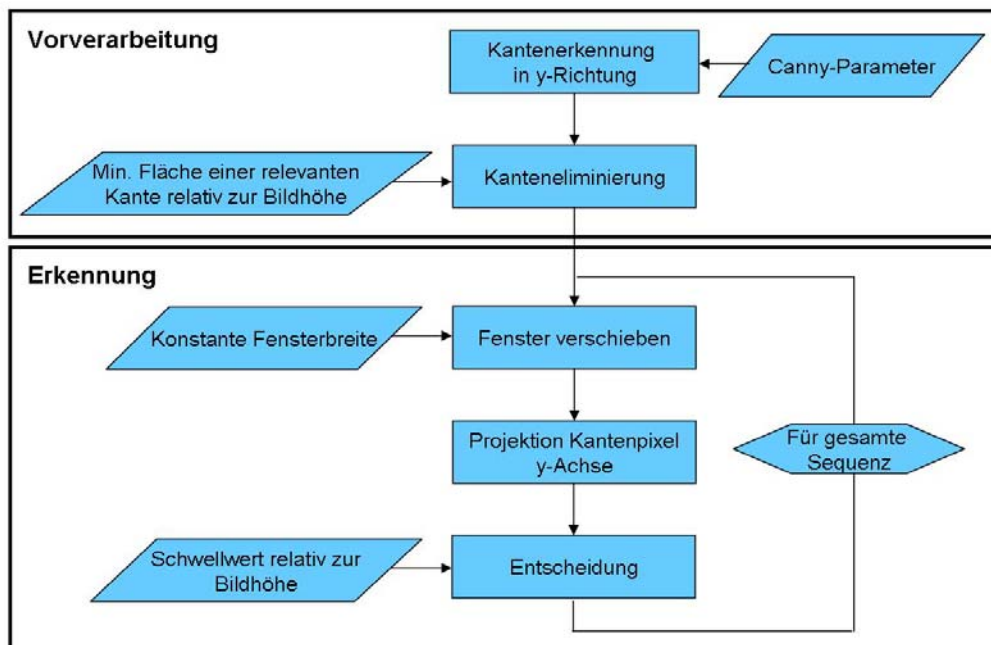 Vorverarbeitung
Kantenerkennung
in y-Richtung
Canny-Parameter
Min. Fläche einer relevanten
Kante relativ zur Bildhöhe
Kanteneliminierung
Erkennung
Konstante Fensterbreite
Fenster verschieben
Projektion Kantenpixel
y-Achse
Für gesamte
Sequenz
Schwellwert relativ zur
Bildhöhe
Entscheidung